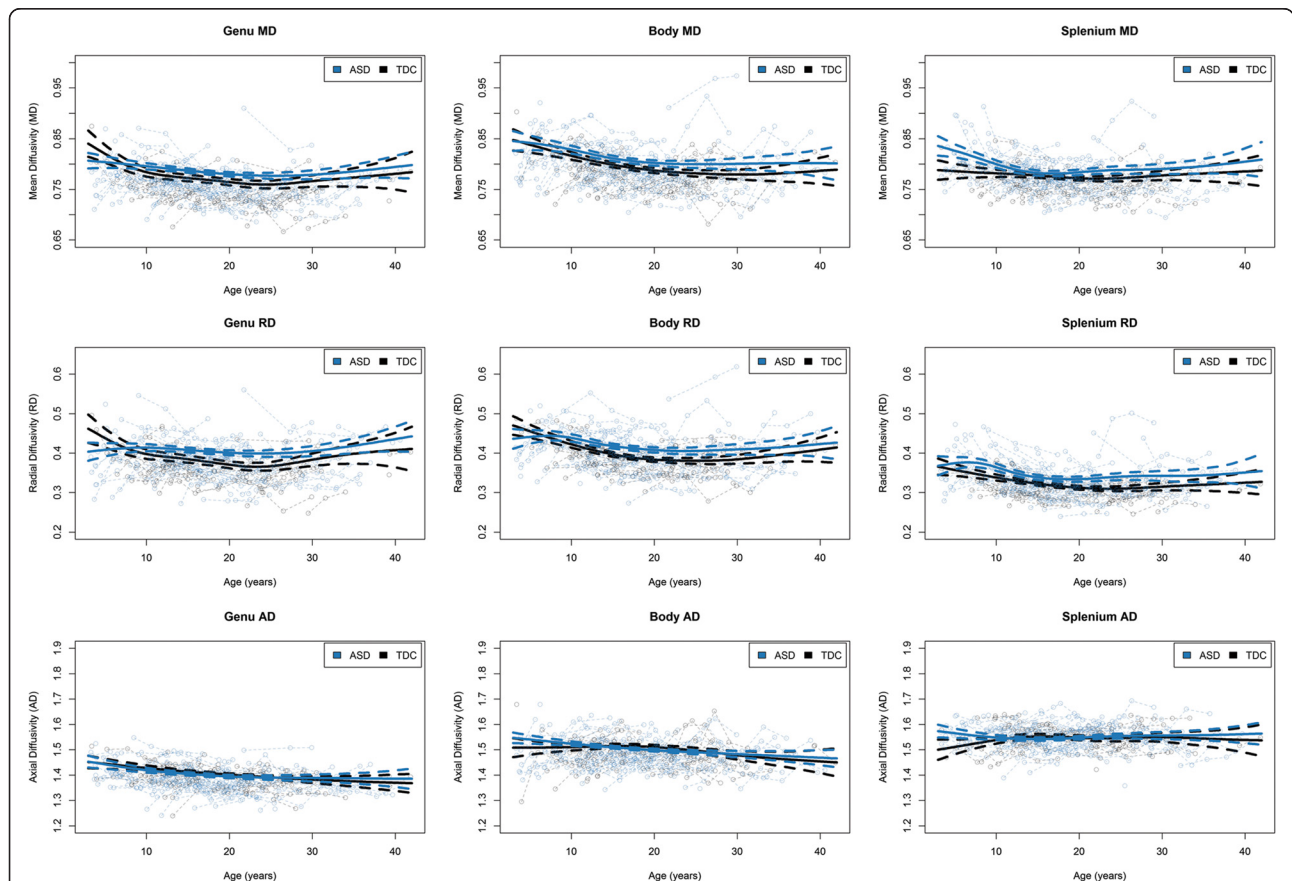 Genu MD
Body MD
Splenium MD
ASD TDC
ASD TDC
ASD TDC
Mean Diffusivity (MD)
0.65 0.75 0.85 0.95
10 20 30 40
Age (years)
Mean Diffusivity (MD)
0.65 0.75 0.85 0.95
10 20 30 40
Age (years)
Mean Diffusivity (MD)
0.65 0.75 0.85 0.95
10 20 30 40
Age (years)
Genu RD
Body RD
Splenium RD
ASD TDC
ASD TDC
ASD TDC
Radial Diffusivity (RD)
0.2 0.3 0.4 0.5 0.6
10 20 30 40
Age (years)
Radial Diffusivity (RD)
0.2 0.3 0.4 0.5 0.6
10 20 30 40
Age (years)
Radial Diffusivity (RD)
0.2 0.3 0.4 0.5 0.6
10 20 30 40
Age (years)
Genu AD
Body AD
Splenium AD
ASD TDC
ASD TDC
ASD TDC
Axial Diffusivity (AD)
1.2 1.3 1.4 1.5 1.6 1.7 1.8 1.9
10 20 30 40
Age (years)
Axial Diffusivity (AD)
1.2 1.3 1.4 1.5 1.6 1.7 1.8 1.9
10 20 30 40
Age (years)
Axial Diffusivity (AD)
1.2 1.3 1.4 1.5 1.6 1.7 1.8 1.9
10 20 30 40
Age (years)